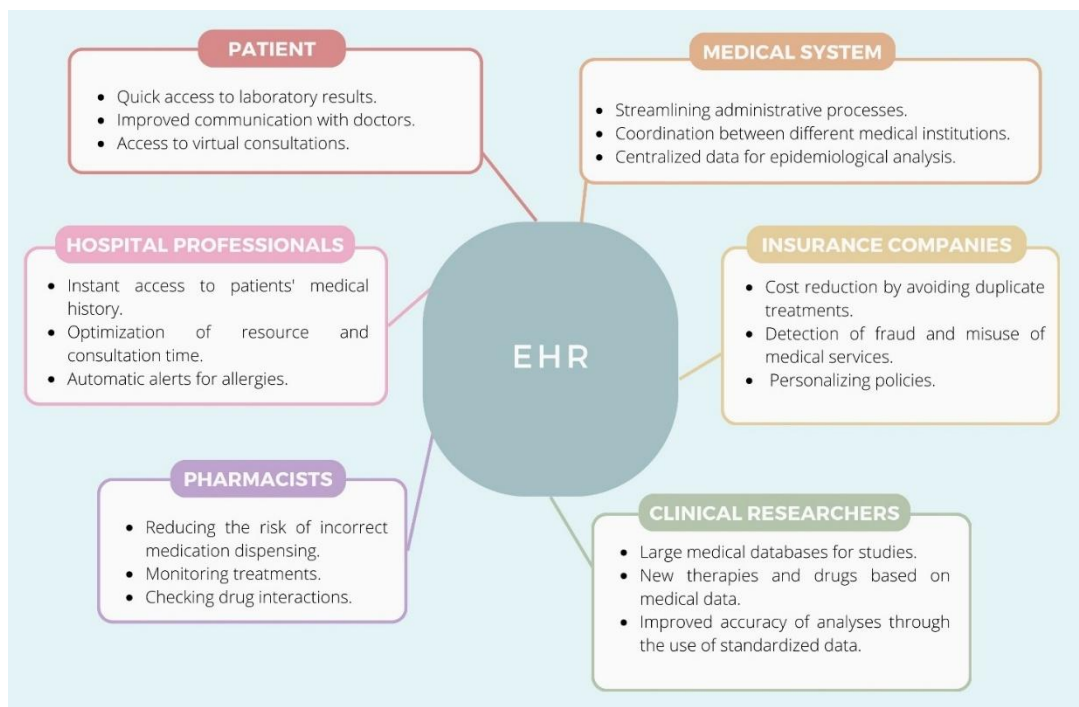 PATIENT
• Quick access to laboratory results.
• Improved communication with doctors.
• Access to virtual consultations.
MEDICAL SYSTEM
• Streamlining administrative processes.
• Coordination between different medical institutions.
• Centralized data for epidemiological analysis.
HOSPITAL PROFESSIONALS
• Instant access to patients' medical
history.
• Optimization of resource and
consultation time.
• Automatic alerts for allergies.
EHR
INSURANCE COMPANIES
• Cost reduction by avoiding duplicate
treatments.
• Detection of fraud and misuse of
medical services.
• Personalizing policies.
PHARMACISTS
• Reducing the risk of incorrect
medication dispensing.
• Monitoring treatments.
• Checking drug interactions.
CLINICAL RESEARCHERS
• Large medical databases for studies.
• New therapies and drugs based on
medical data.
• Improved accuracy of analyses through
the use of standardized data.